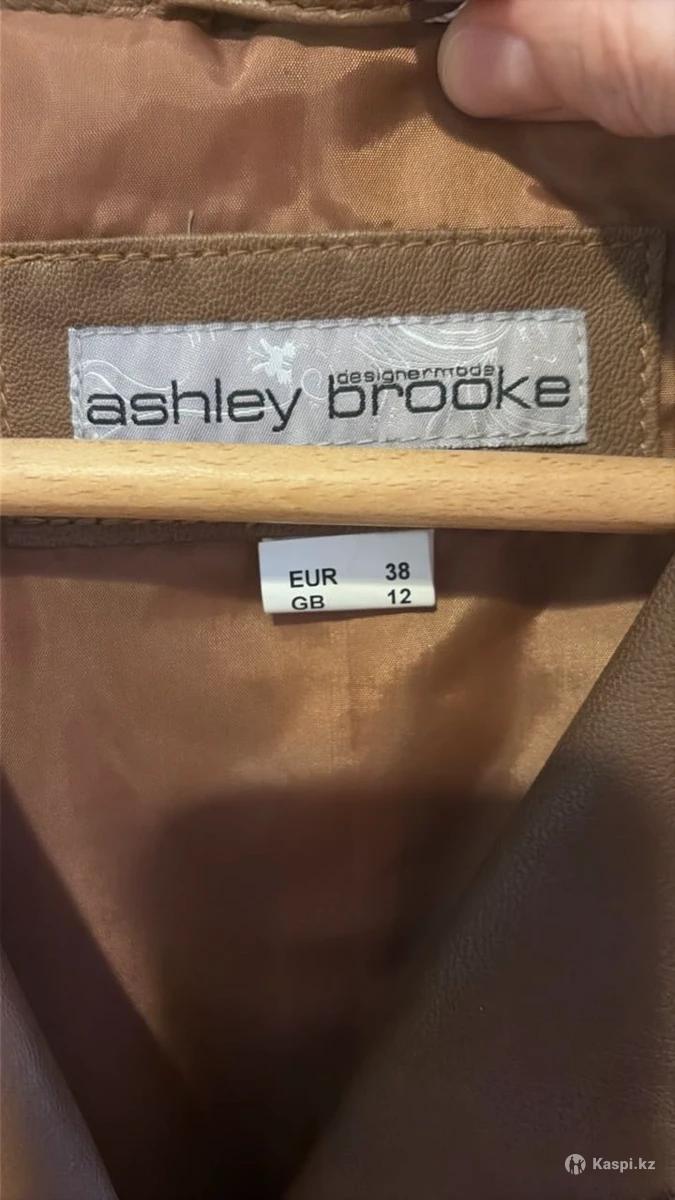 designermode
ashley brooke
EUR 38
GB 12
Kaspi.kz